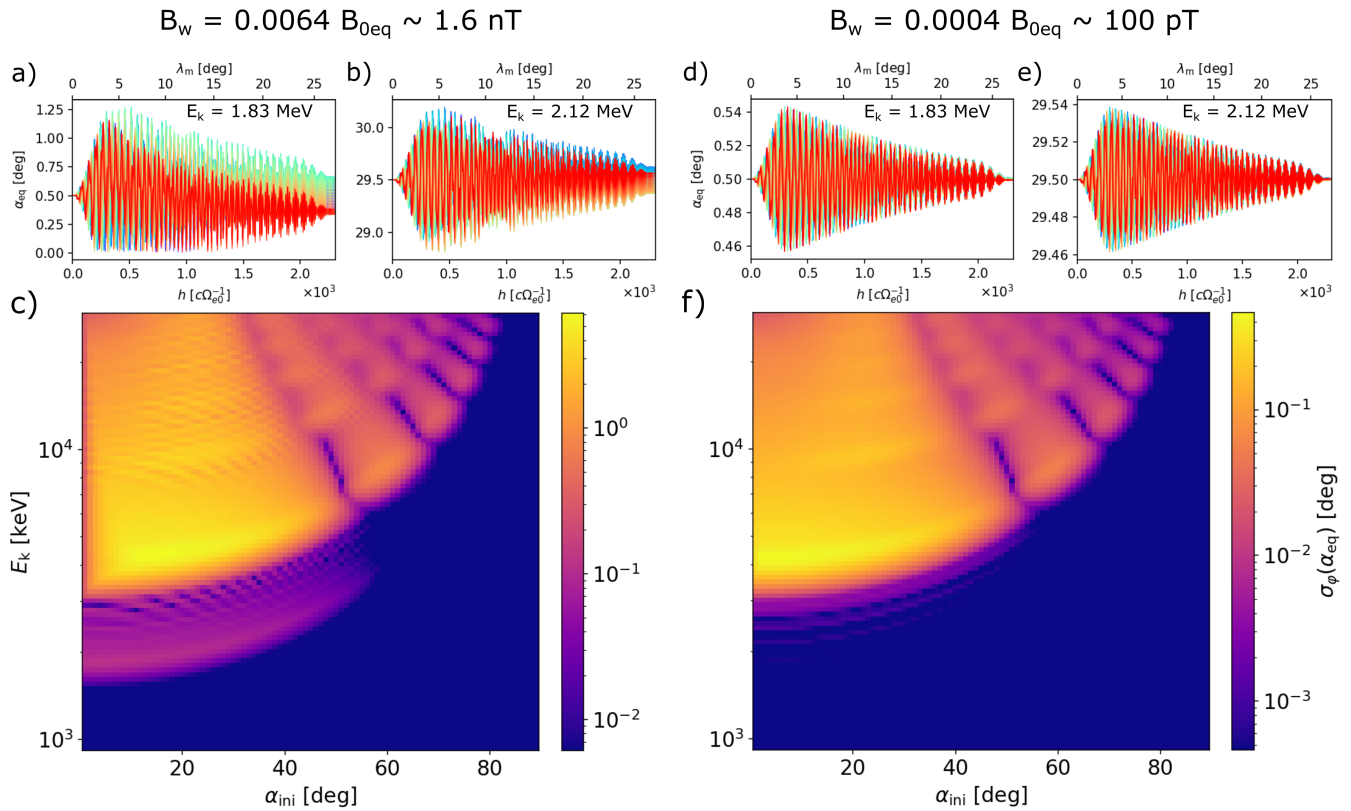 B_w = 0.0064 B_0eq ~ 1.6 nT
B_w = 0.0004 B_0eq ~ 100 pT
a)
λ_m [deg]
0 5 10 15 20 25
E_k = 1.83 MeV
α_eq [deg]
1.25
1.00
0.75
0.50
0.25
0.00
0.0 0.5 1.0 1.5 2.0
h [cΩ_e0^-1]
×10^3
b)
λ_m [deg]
0 5 10 15 20 25
E_k = 2.12 MeV
30.0
29.5
29.0
0.0 0.5 1.0 1.5 2.0
h [cΩ_e0^-1]
×10^3
d)
λ_m [deg]
0 5 10 15 20 25
E_k = 1.83 MeV
α_eq [deg]
0.54
0.52
0.50
0.48
0.46
0.0 0.5 1.0 1.5 2.0
h [cΩ_e0^-1]
×10^3
e)
λ_m [deg]
0 5 10 15 20 25
E_k = 2.12 MeV
29.54
29.52
29.50
29.48
29.46
0.0 0.5 1.0 1.5 2.0
h [cΩ_e0^-1]
×10^3
c)
E_k [keV]
10^4
10^3
20 40 60 80
α_ini [deg]
10^0
10^-1
10^-2
f)
10^4
10^3
20 40 60 80
α_ini [deg]
10^-1
10^-2
10^-3
σ_φ(α_eq) [deg]